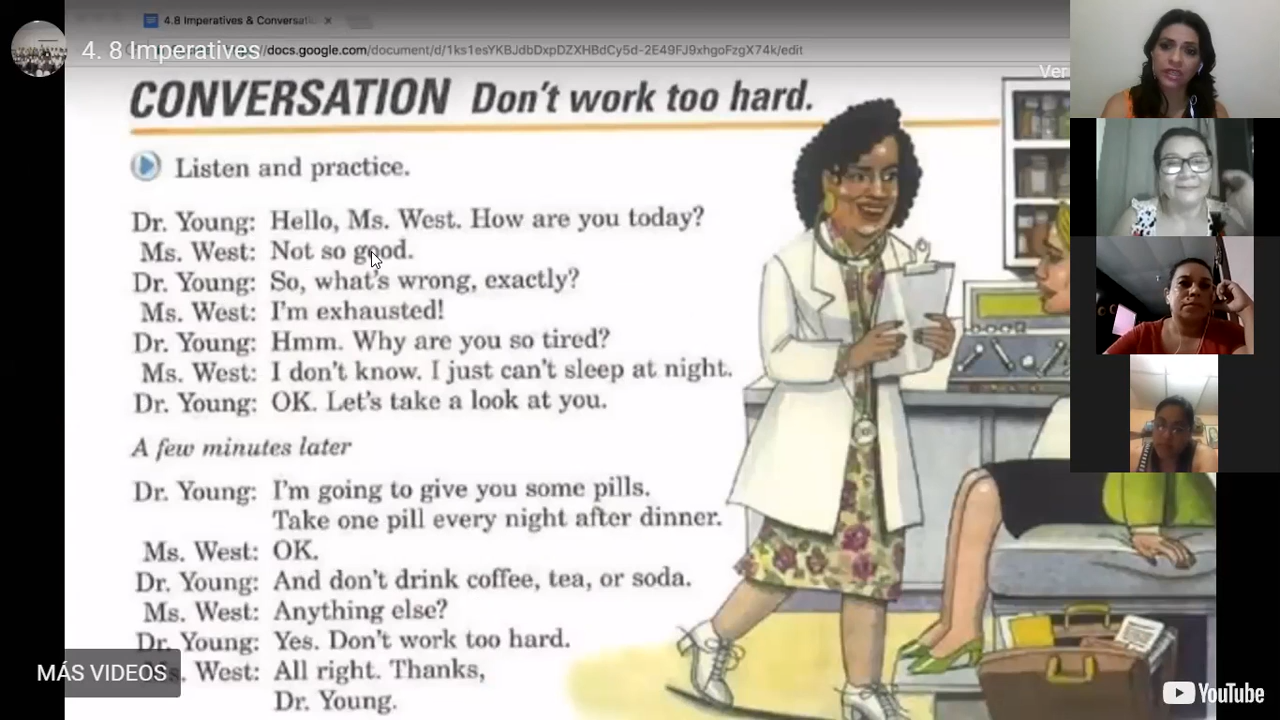 4.8 Imperatives & Conversati
4. 8 Imperatives
docs.google.com/document/d/1ks1esYKBJdbDxpDZXHBdCy5d-2E49FJ9xhgoFzgX74k/edit
Ver
CONVERSATION Don't work too hard.
Listen and practice.
Dr. Young: Hello, Ms. West. How are you today?
Ms. West: Not so good.
Dr. Young: So, what's wrong, exactly?
Ms. West: I'm exhausted!
Dr. Young: Hmm. Why are you so tired?
Ms. West: I don't know. I just can't sleep at night.
Dr. Young: OK. Let's take a look at you.
A few minutes later
Dr. Young: I'm going to give you some pills.
Take one pill every night after dinner.
Ms. West: OK.
Dr. Young: And don't drink coffee, tea, or soda.
Ms. West: Anything else?
Dr. Young: Yes. Don't work too hard.
Ms. West: All right. Thanks,
Dr. Young.
MÁS VIDEOS
YouTube